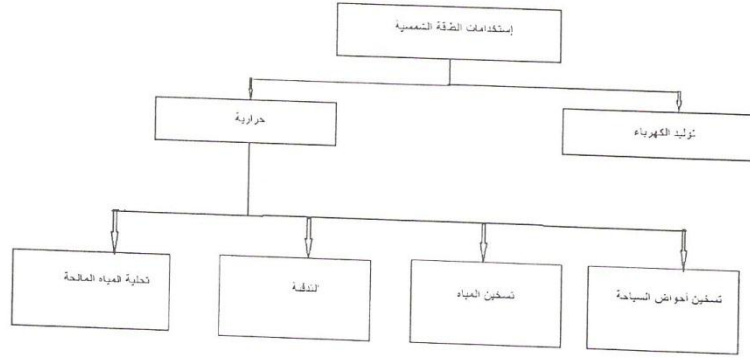 إستخدامات الطاقة الشمسية
توليد الكهرباء
حرارية
تسخين أحواض السباحة
تسخين المياه
التدفئة
تحلية المياه المالحة